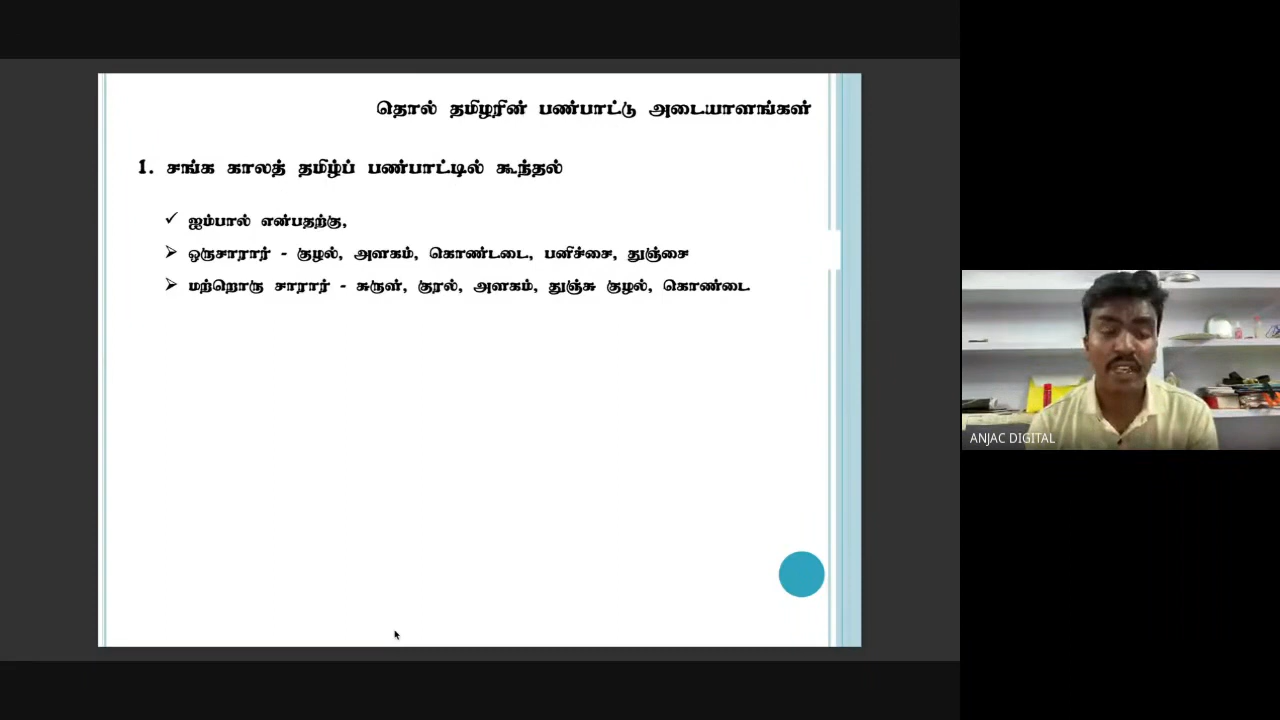 தொல் தமிழரின் பண்பாட்டு அடையாளங்கள்
1. சங்க காலத் தமிழ்ப் பண்பாட்டில் கூந்தல்
✓ ஐம்பால் என்பதற்கு,
➢ ஒருசாரார் - குழல், அளகம், கொண்டடை, பனிச்சை, துஞ்சை
➢ மற்றொரு சாரார் - சுருள், குரல், அளகம், துஞ்சு குழல், கொண்டை
ANJAC DIGITAL